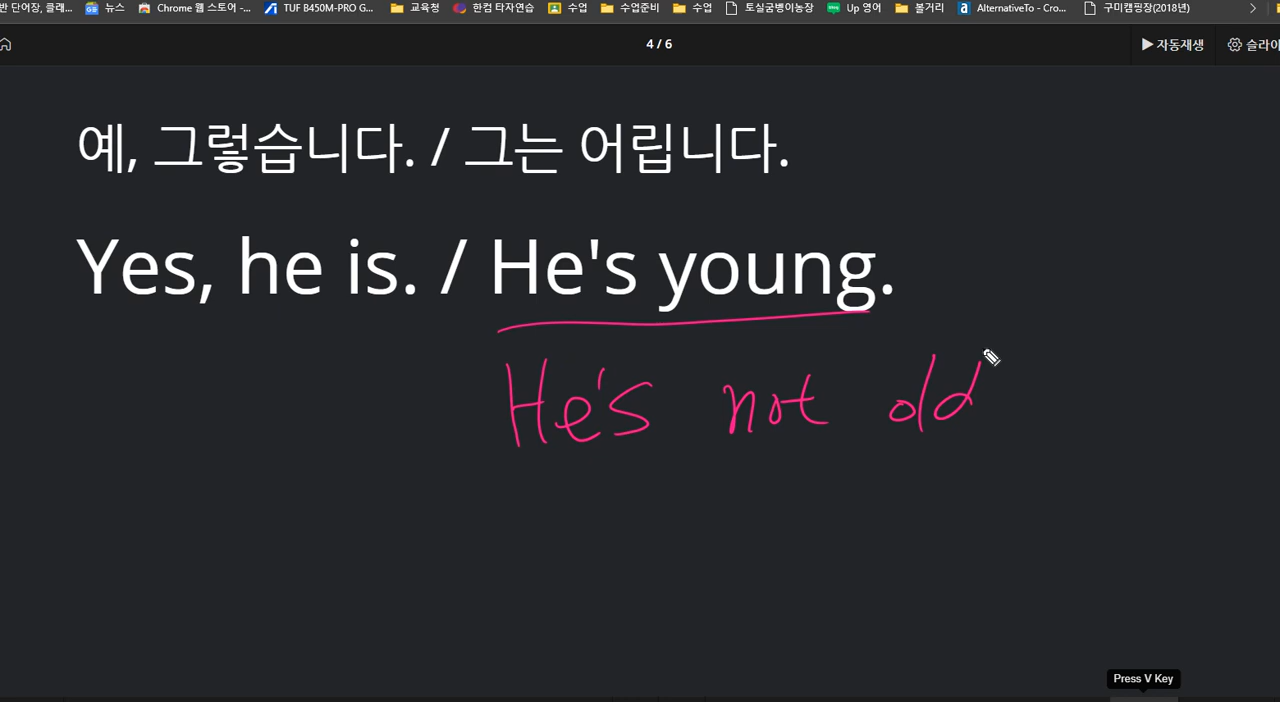 반 단어장, 클래... 뉴스 Chrome 웹 스토어 -... TUF B450M-PRO G... 교육청 한컴 타자연습 수업 수업준비 수업 토실굼벵이농장 Up 영어 볼거리 AlternativeTo - Cro... 구미캠핑장(2018년)
4 / 6 자동재생 슬라이
예, 그렇습니다. / 그는 어립니다.
Yes, he is. / He's young.
He's not old
Press V Key